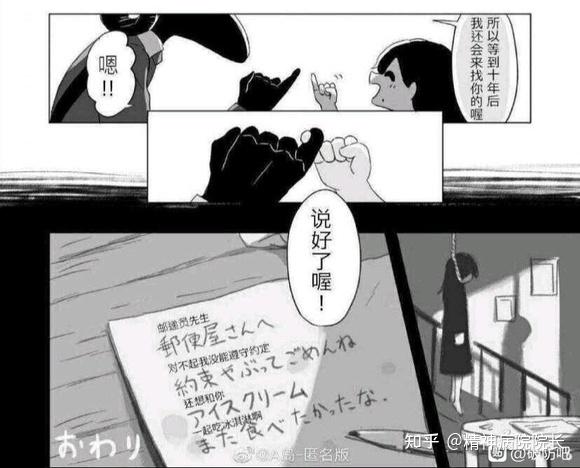 所以等到十年后
我还会来找你的喔
嗯!!
说好了喔！
邮递员先生
郵便屋さんへ
对不起我没能遵守约定
約束やぶってごめんね
狂想和你
アイスクリーム
一起吃冰淇淋啊
また食べたかったな.
おわり
@A岛-匿名版
知乎 @精神病院院长
@破防吧